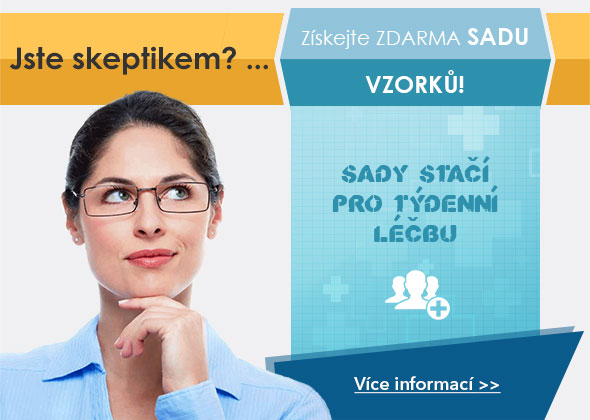 Jste skeptikem? ...
Získejte ZDARMA SADU
VZORKŮ!
SADY STAČÍ
PRO TÝDENNÍ
LÉČBU
Více informací >>